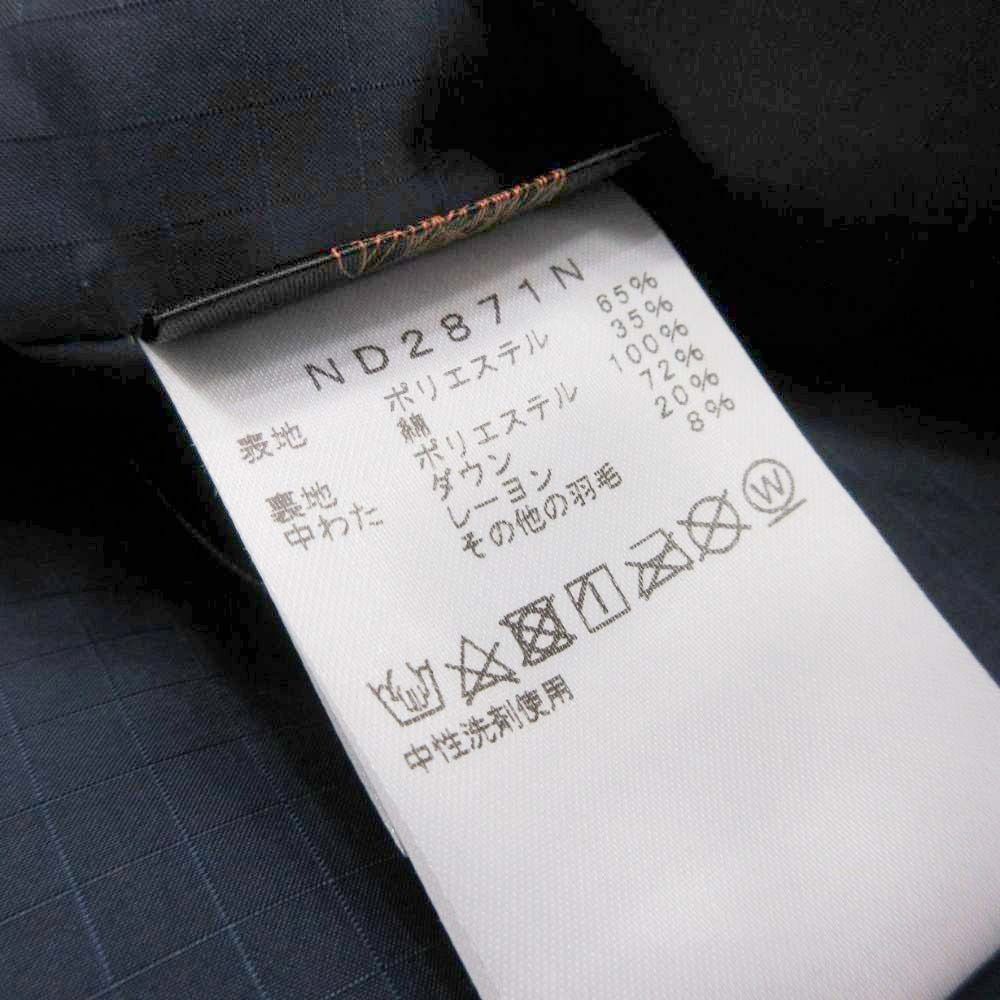 ND2871N
表地 ポリエステル 65%
綿 35%
裏地 ポリエステル 100%
中わた ダウン 72%
レーヨン 20%
その他の羽毛 8%
W
中性洗剤使用